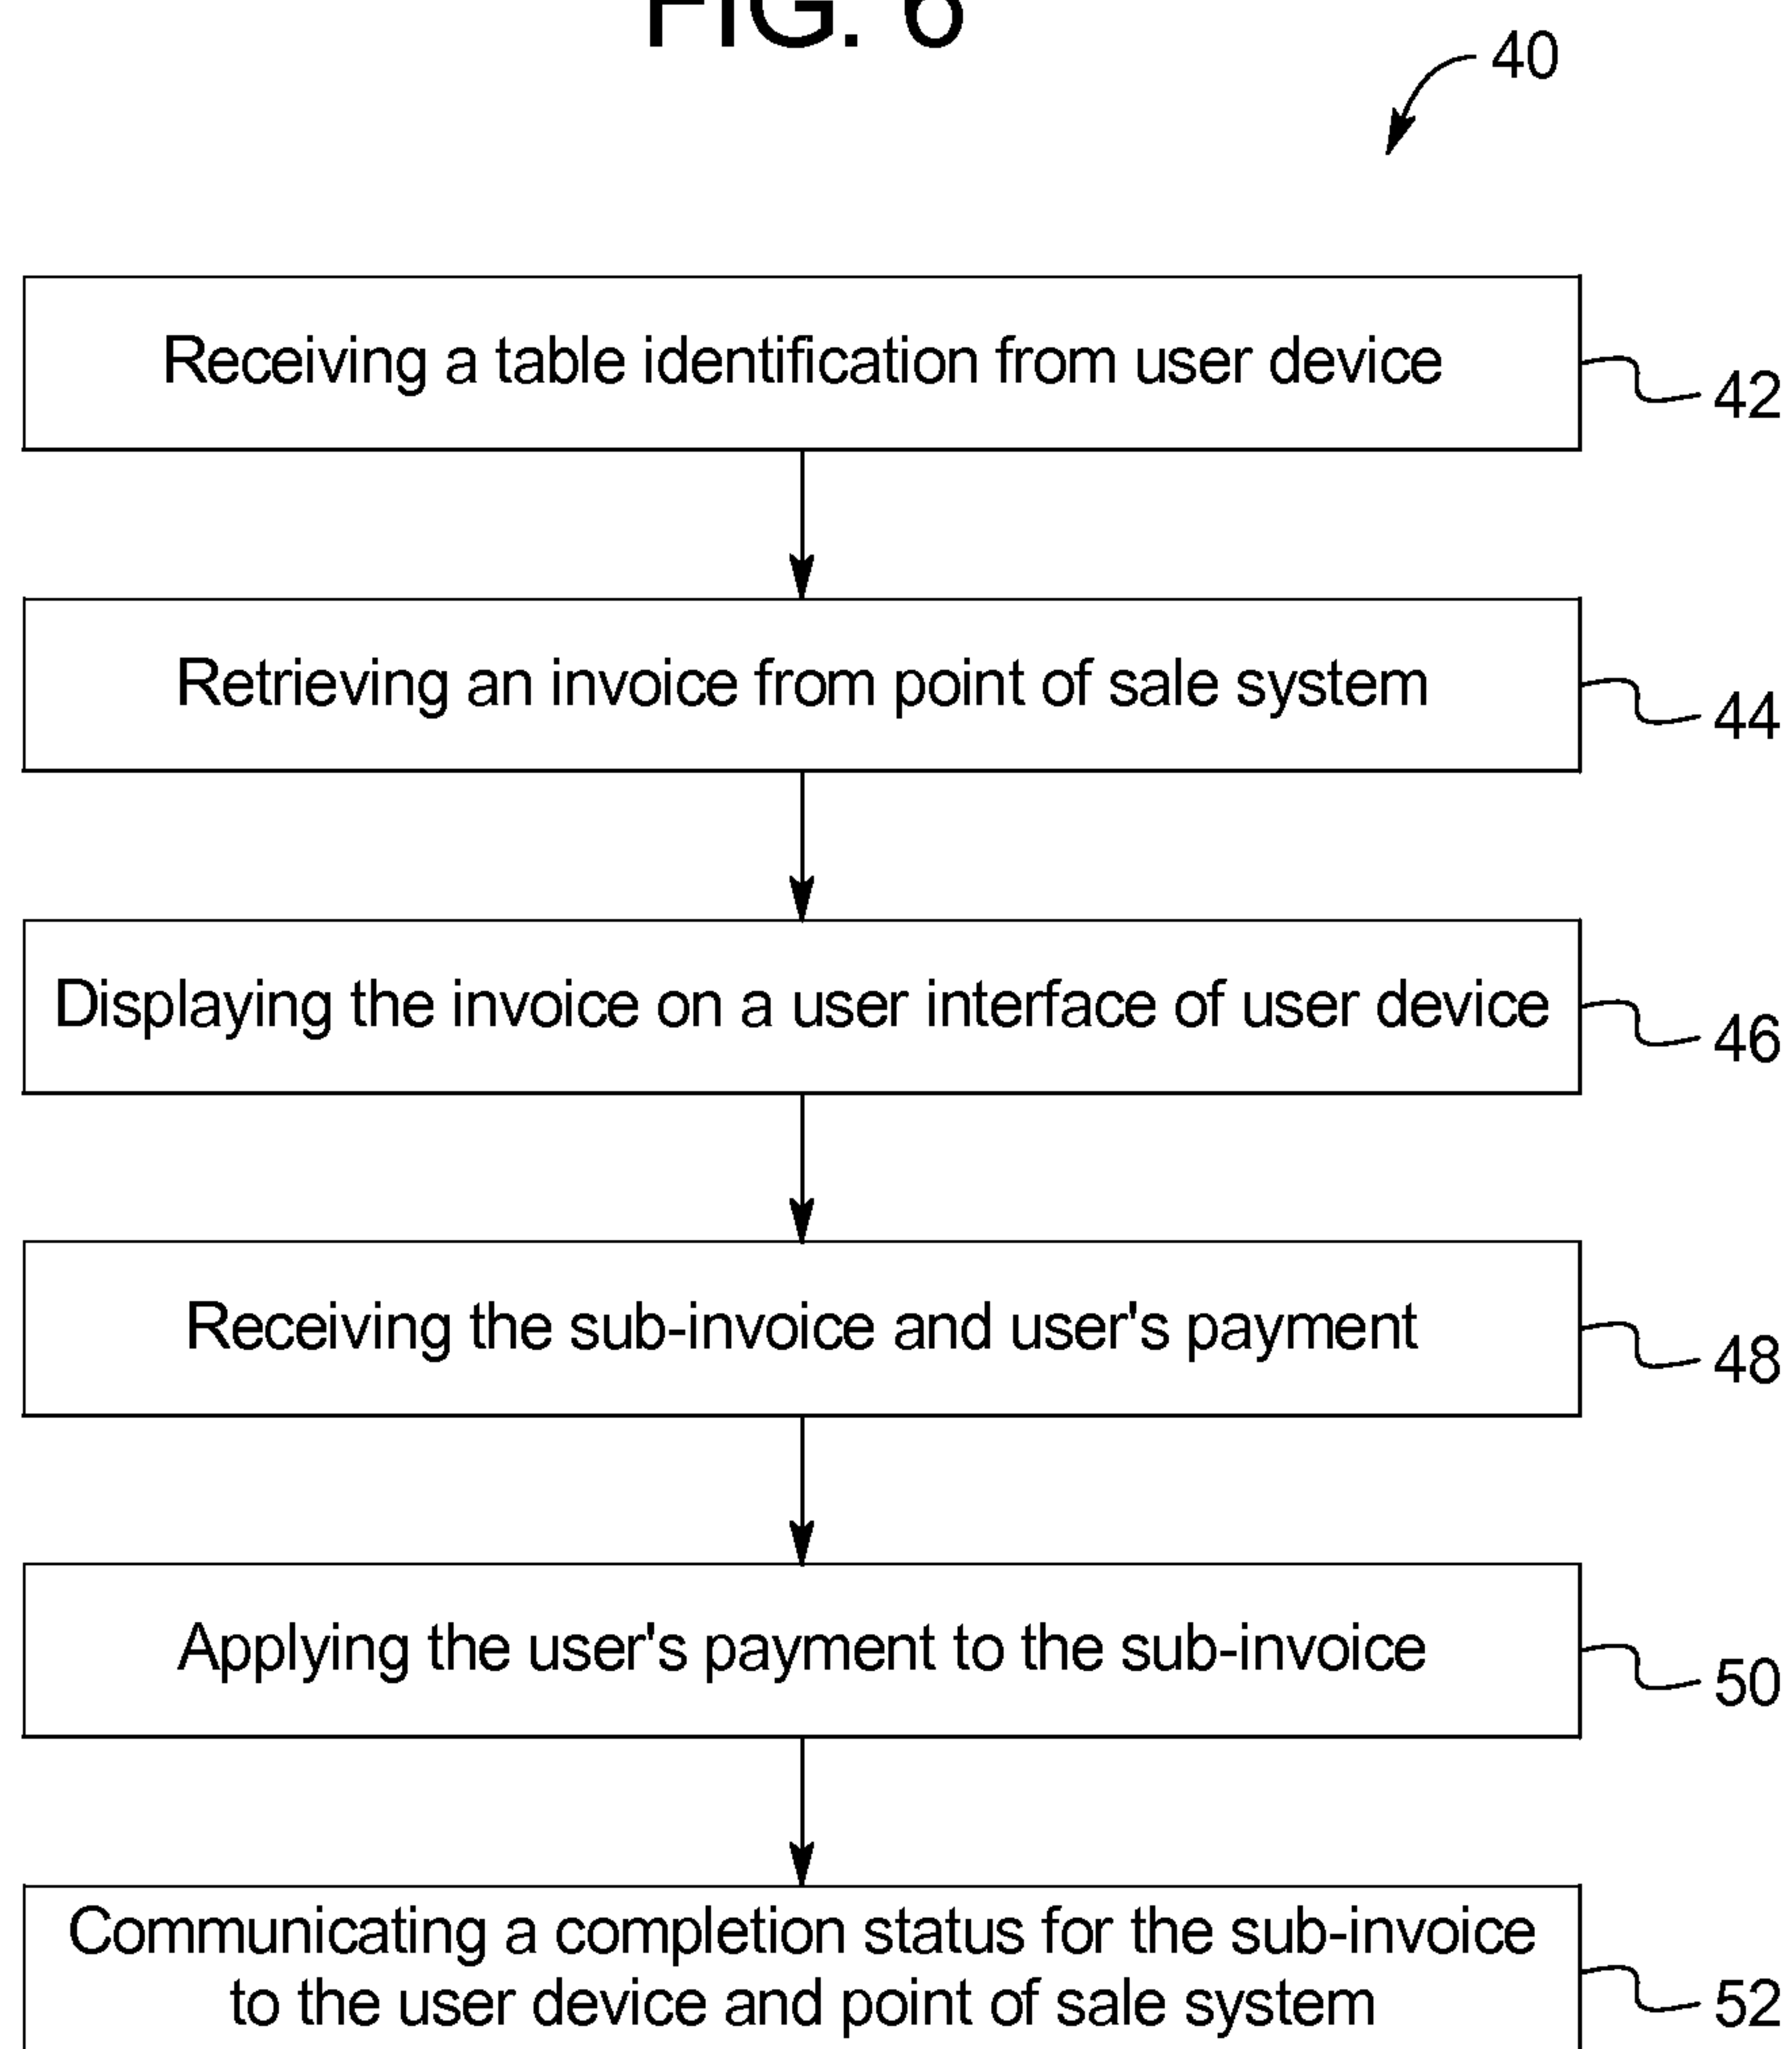 FIG. 6
40
Receiving a table identification from user device
42
Retrieving an invoice from point of sale system
44
Displaying the invoice on a user interface of user device
46
Receiving the sub-invoice and user's payment
48
Applying the user's payment to the sub-invoice
50
Communicating a completion status for the sub-invoice
to the user device and point of sale system
52